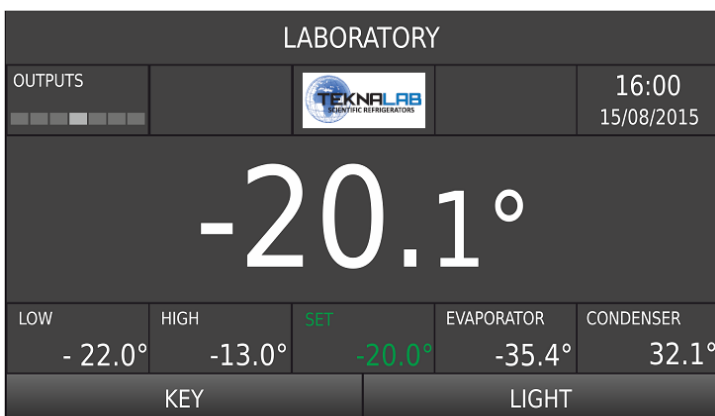 LABORATORY
OUTPUTS
TEKNALAB
SCIENTIFIC REFRIGERATORS
16:00
15/08/2015
-20.1°
LOW
- 22.0°
HIGH
-13.0°
SET
-20.0°
EVAPORATOR
-35.4°
CONDENSER
32.1°
KEY
LIGHT